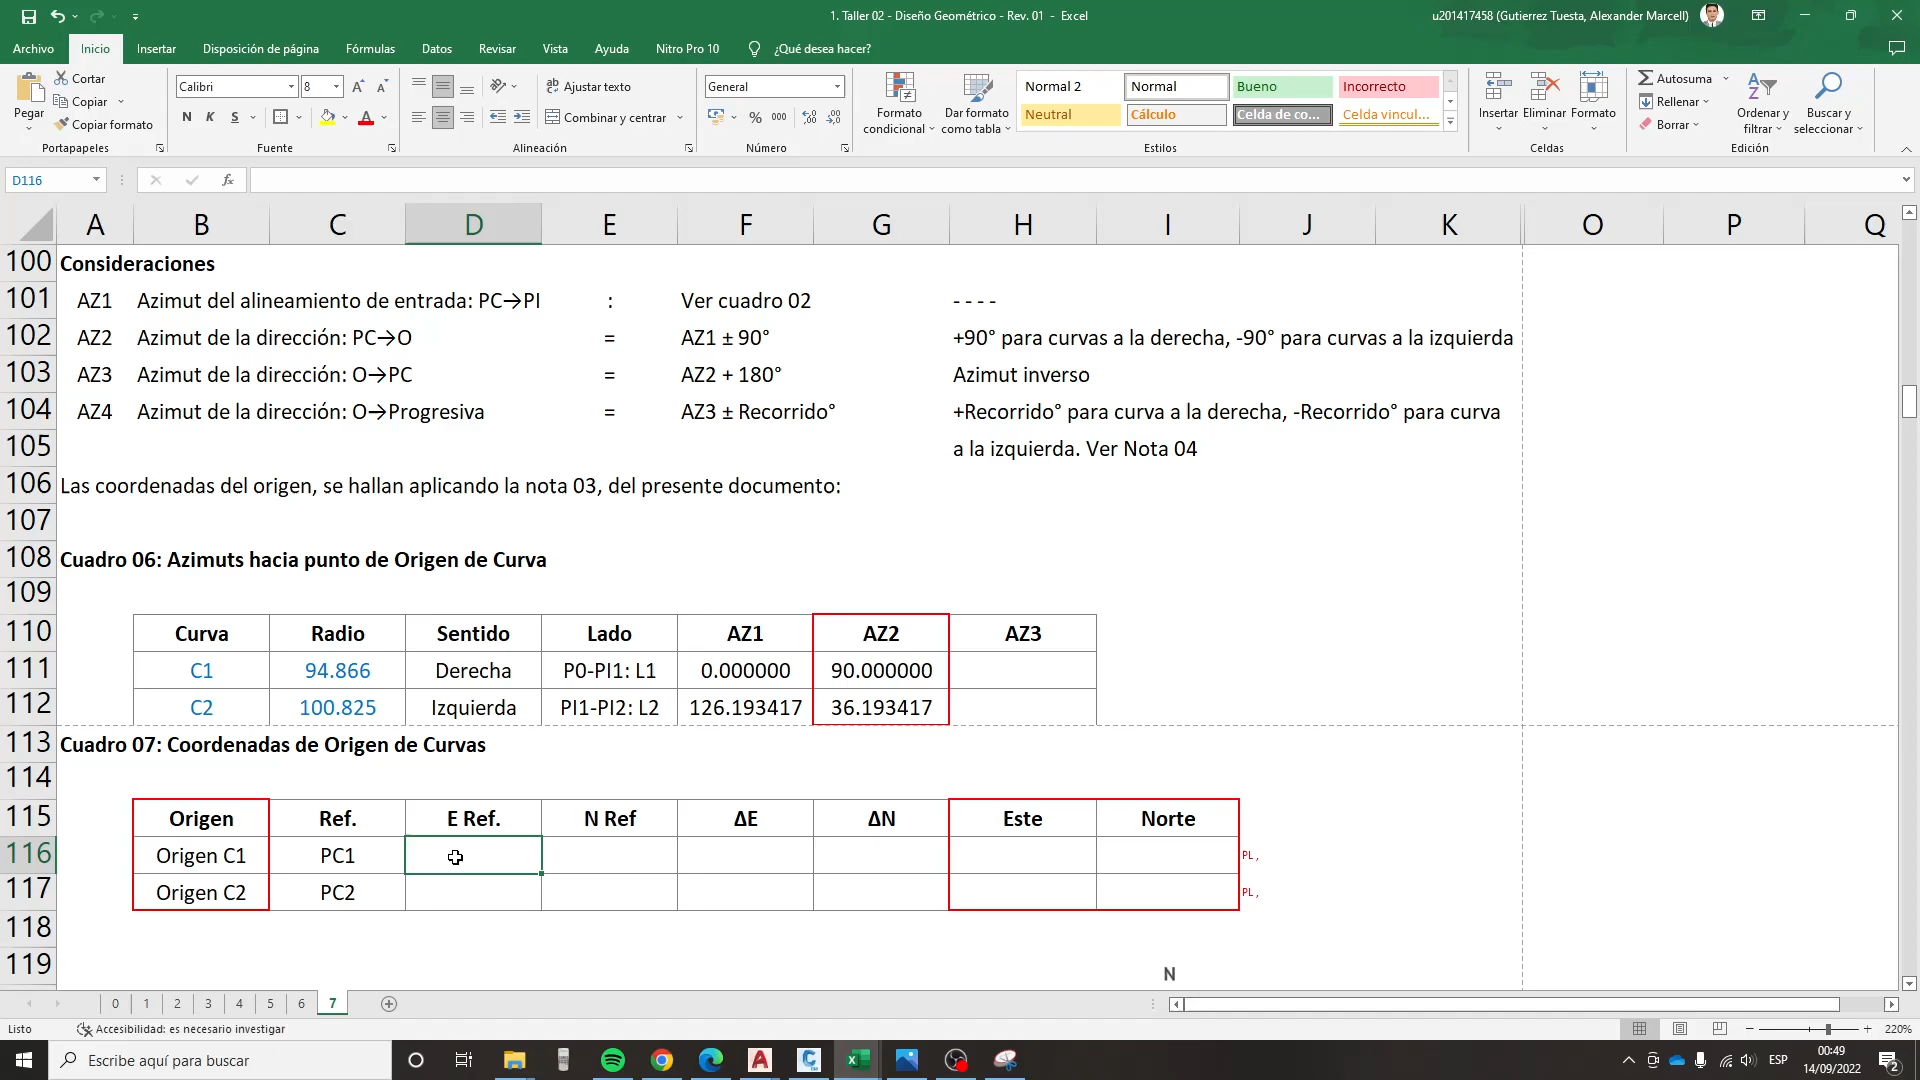 1. Taller 02 - Diseño Geométrico - Rev. 01 - Excel
u201417458 (Gutierrez Tuesta, Alexander Marcell)
Archivo Inicio Insertar Disposición de página Fórmulas Datos Revisar Vista Ayuda Nitro Pro 10 ¿Qué desea hacer?
Pegar
Cortar
Copiar
Copiar formato
Portapapeles
Calibri 8
N K S
Fuente
Ajustar texto
Combinar y centrar
Alineación
General
% 000
Número
Formato condicional
Dar formato como tabla
Normal 2 Normal Bueno Incorrecto
Neutral Cálculo Celda de co... Celda vincul...
Estilos
Insertar Eliminar Formato
Celdas
Autosuma
Rellenar
Borrar
Ordenar y filtrar
Buscar y seleccionar
Edición
D116 fx
A B C D E F G H I J K O P Q
100 Consideraciones
101 AZ1 Azimut del alineamiento de entrada: PC→PI : Ver cuadro 02 - - - -
102 AZ2 Azimut de la dirección: PC→O = AZ1 ± 90° +90° para curvas a la derecha, -90° para curvas a la izquierda
103 AZ3 Azimut de la dirección: O→PC = AZ2 + 180° Azimut inverso
104 AZ4 Azimut de la dirección: O→Progresiva = AZ3 ± Recorrido° +Recorrido° para curva a la derecha, -Recorrido° para curva
105 a la izquierda. Ver Nota 04
106 Las coordenadas del origen, se hallan aplicando la nota 03, del presente documento:
107
108 Cuadro 06: Azimuts hacia punto de Origen de Curva
109
110 Curva Radio Sentido Lado AZ1 AZ2 AZ3
111 C1 94.866 Derecha P0-PI1: L1 0.000000 90.000000
112 C2 100.825 Izquierda PI1-PI2: L2 126.193417 36.193417
113 Cuadro 07: Coordenadas de Origen de Curvas
114
115 Origen Ref. E Ref. N Ref ΔE ΔN Este Norte
116 Origen C1 PC1 PL,
117 Origen C2 PC2 PL,
118
119 N
0 1 2 3 4 5 6 7
Listo Accesibilidad: es necesario investigar 220%
Escribe aquí para buscar
ESP
00:49
14/09/2022
2